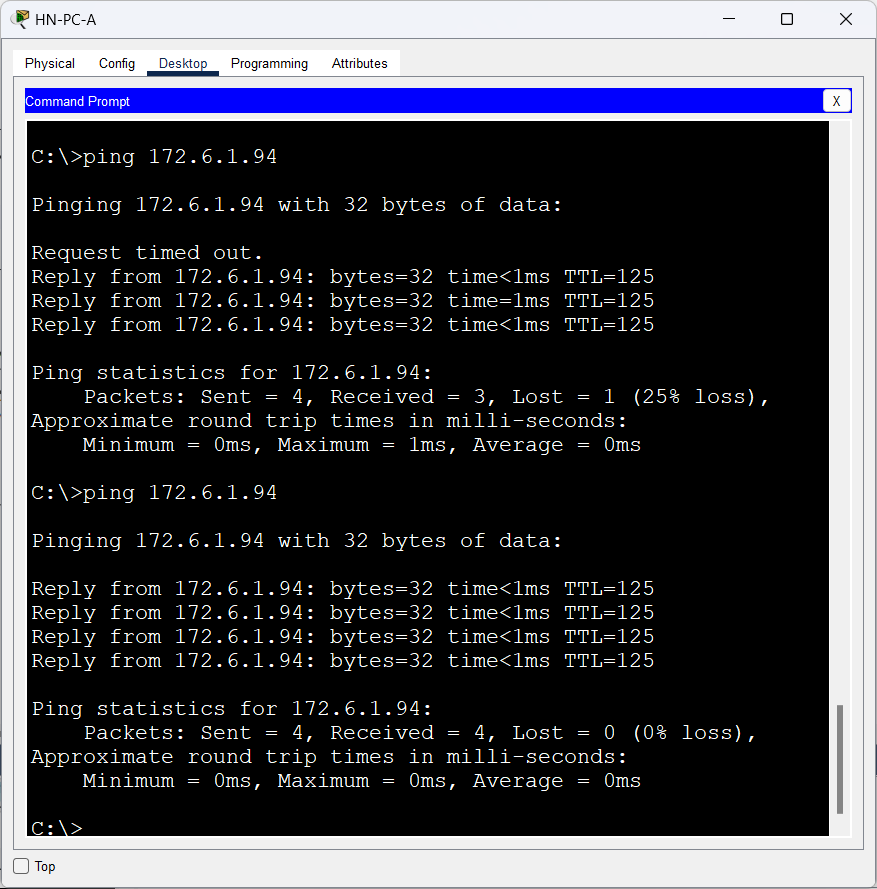 HN-PC-A
Physical Config Desktop Programming Attributes
Command Prompt X
C:\>ping 172.6.1.94
Pinging 172.6.1.94 with 32 bytes of data:
Request timed out.
Reply from 172.6.1.94: bytes=32 time<1ms TTL=125
Reply from 172.6.1.94: bytes=32 time=1ms TTL=125
Reply from 172.6.1.94: bytes=32 time<1ms TTL=125
Ping statistics for 172.6.1.94:
Packets: Sent = 4, Received = 3, Lost = 1 (25% loss),
Approximate round trip times in milli-seconds:
Minimum = 0ms, Maximum = 1ms, Average = 0ms
C:\>ping 172.6.1.94
Pinging 172.6.1.94 with 32 bytes of data:
Reply from 172.6.1.94: bytes=32 time<1ms TTL=125
Reply from 172.6.1.94: bytes=32 time<1ms TTL=125
Reply from 172.6.1.94: bytes=32 time<1ms TTL=125
Reply from 172.6.1.94: bytes=32 time<1ms TTL=125
Ping statistics for 172.6.1.94:
Packets: Sent = 4, Received = 4, Lost = 0 (0% loss),
Approximate round trip times in milli-seconds:
Minimum = 0ms, Maximum = 0ms, Average = 0ms
C:\>
Top